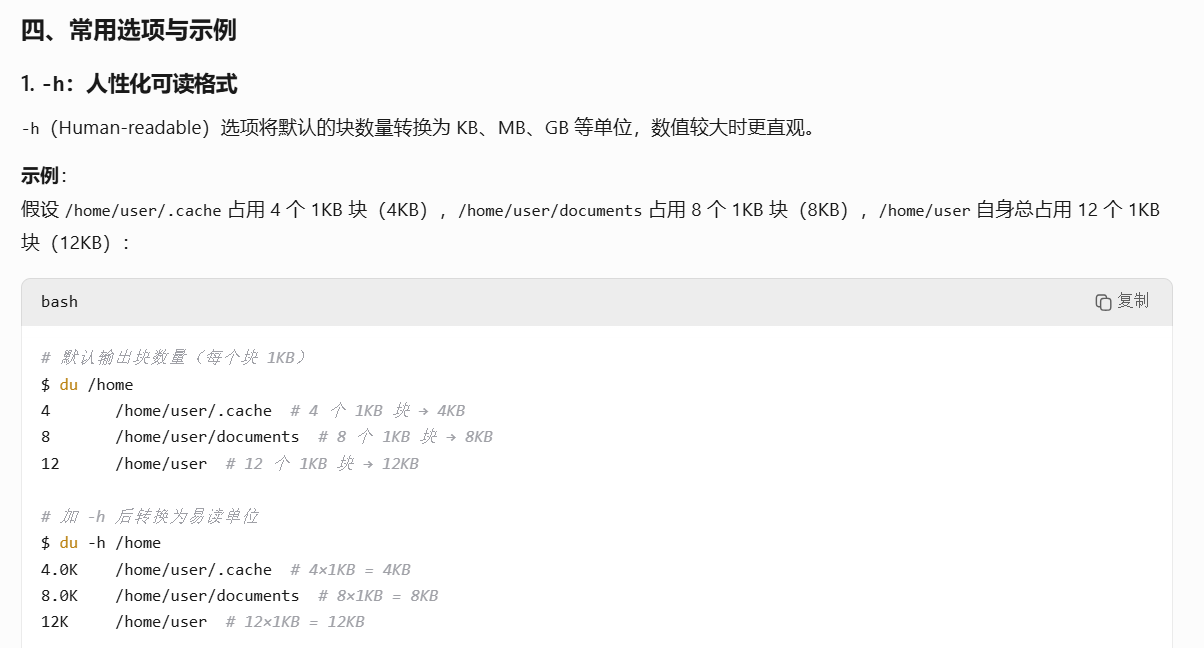 四、常用选项与示例
1. -h：人性化可读格式
-h（Human-readable）选项将默认的块数量转换为 KB、MB、GB 等单位，数值较大时更直观。
示例：
假设 /home/user/.cache 占用 4 个 1KB 块（4KB），/home/user/documents 占用 8 个 1KB 块（8KB），/home/user 自身总占用 12 个 1KB
块（12KB）：
bash 复制
# 默认输出块数量（每个块 1KB）
$ du /home
4       /home/user/.cache  # 4 个 1KB 块 → 4KB
8       /home/user/documents  # 8 个 1KB 块 → 8KB
12      /home/user  # 12 个 1KB 块 → 12KB
# 加 -h 后转换为易读单位
$ du -h /home
4.0K    /home/user/.cache  # 4×1KB = 4KB
8.0K    /home/user/documents  # 8×1KB = 8KB
12K     /home/user  # 12×1KB = 12KB